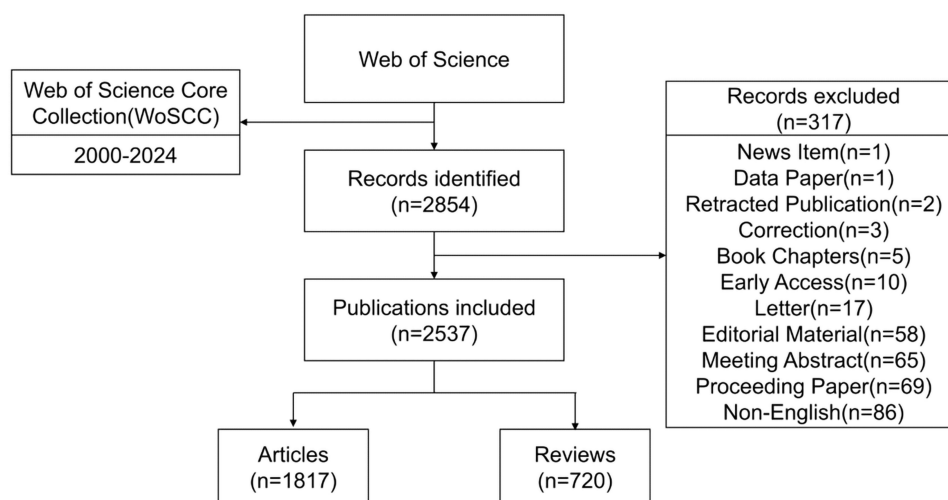 Web of Science
Web of Science Core
Collection(WoSCC)
2000-2024
Records identified
(n=2854)
Records excluded
(n=317)
News Item(n=1)
Data Paper(n=1)
Retracted Publication(n=2)
Correction(n=3)
Book Chapters(n=5)
Early Access(n=10)
Letter(n=17)
Editorial Material(n=58)
Meeting Abstract(n=65)
Proceeding Paper(n=69)
Non-English(n=86)
Publications included
(n=2537)
Articles
(n=1817)
Reviews
(n=720)